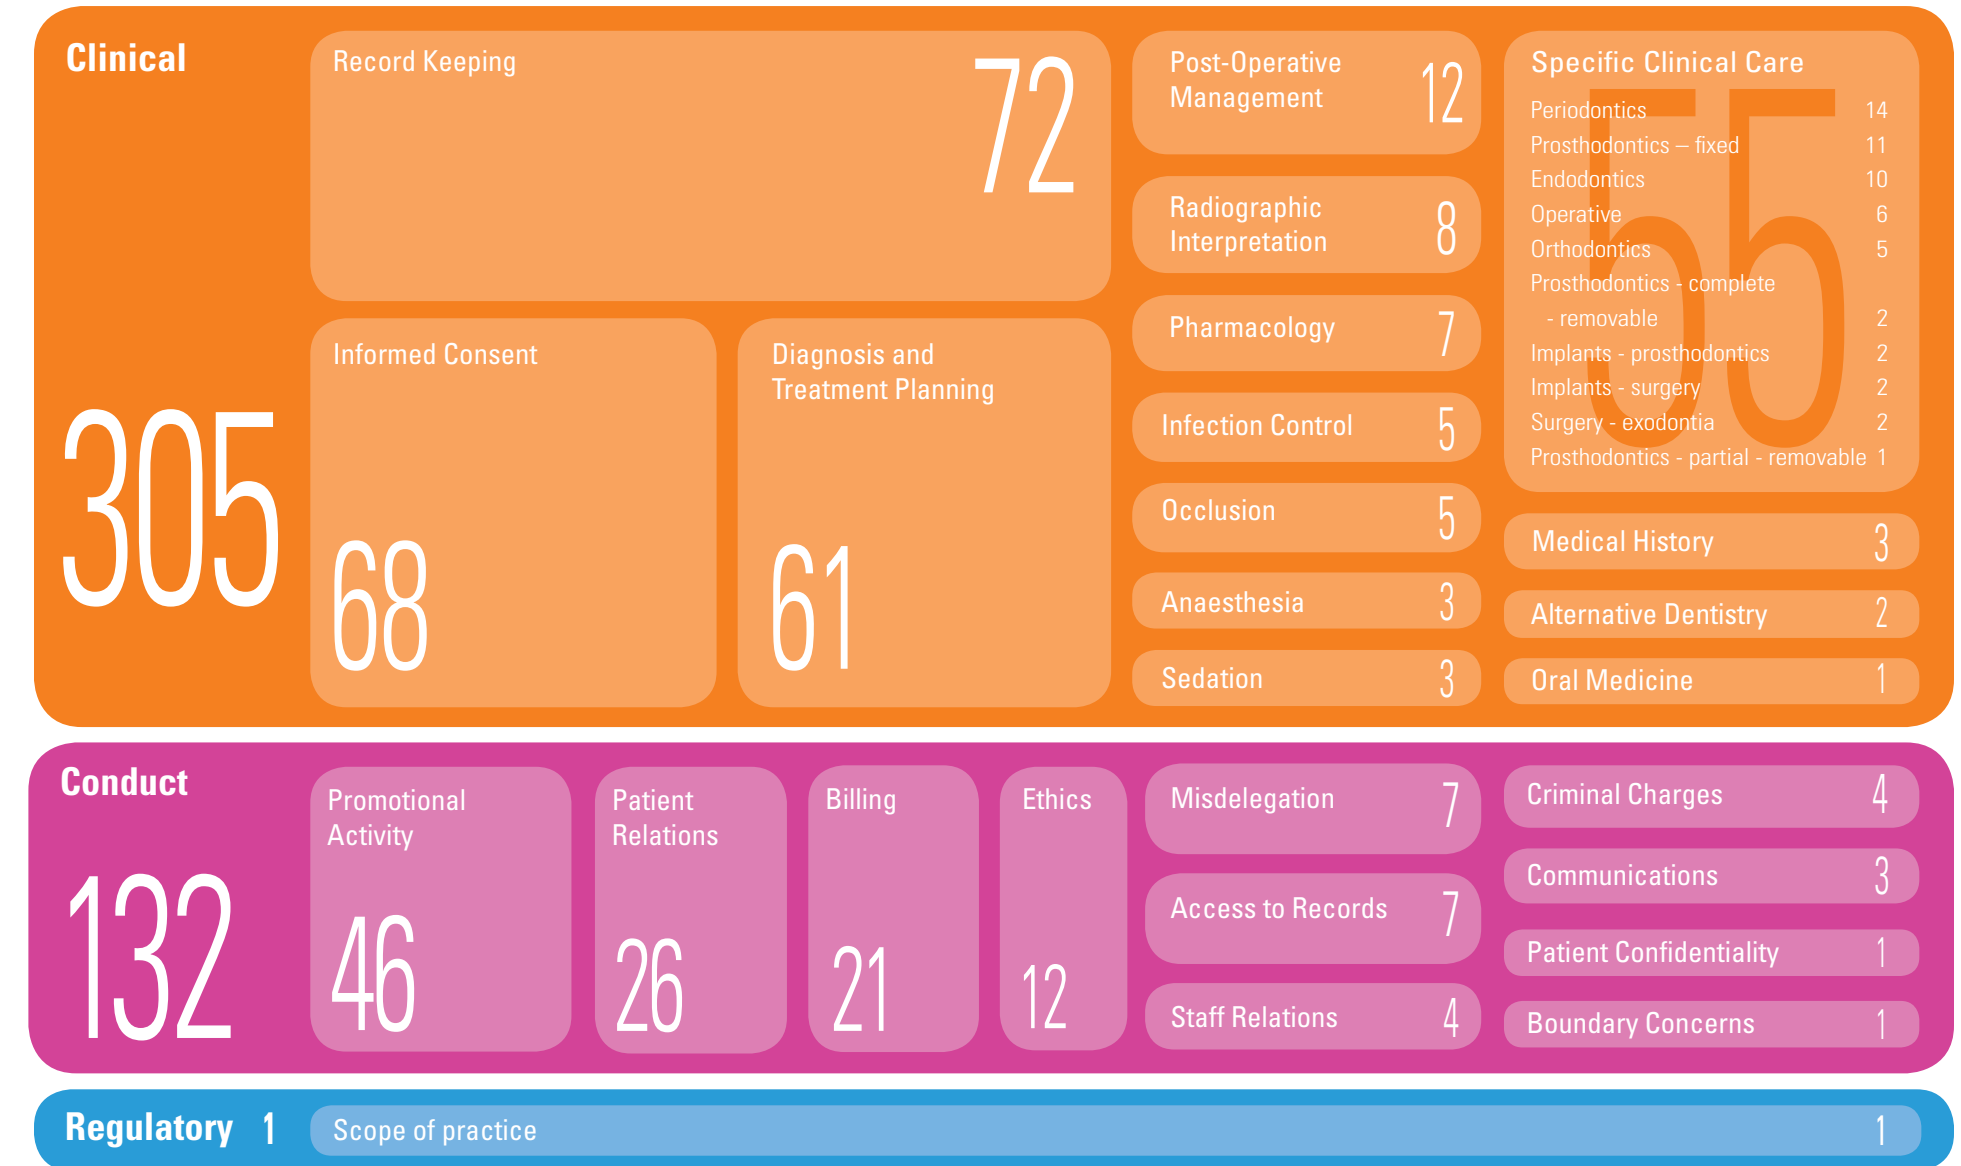 Clinical
305
Record Keeping
72
Informed Consent
68
Diagnosis and
Treatment Planning
61
Post-Operative
Management
12
Radiographic
Interpretation
8
Pharmacology
7
Infection Control
5
Occlusion
5
Anaesthesia
3
Sedation
3
Specific Clinical Care
55
Periodontics 14
Prosthodontics – fixed 11
Endodontics 10
Operative 6
Orthodontics 5
Prosthodontics - complete
- removable 2
Implants - prosthodontics 2
Implants - surgery 2
Surgery - exodontia 2
Prosthodontics - partial - removable 1
Medical History
3
Alternative Dentistry
2
Oral Medicine
1
Conduct
132
Promotional
Activity
46
Patient
Relations
26
Billing
21
Ethics
12
Misdelegation
7
Access to Records
7
Staff Relations
4
Criminal Charges
4
Communications
3
Patient Confidentiality
1
Boundary Concerns
1
Regulatory 1
Scope of practice
1